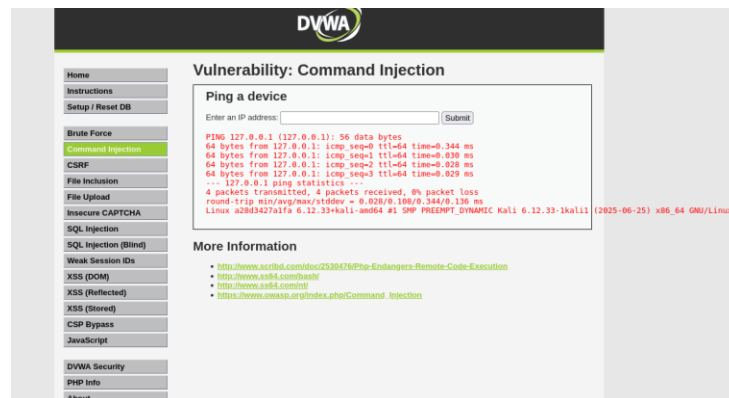 DVWA
Home
Instructions
Setup / Reset DB
Brute Force
Command Injection
CSRF
File Inclusion
File Upload
Insecure CAPTCHA
SQL Injection
SQL Injection (Blind)
Weak Session IDs
XSS (DOM)
XSS (Reflected)
XSS (Stored)
CSP Bypass
JavaScript
DVWA Security
PHP Info
About
Vulnerability: Command Injection
Ping a device
Enter an IP address: Submit
PING 127.0.0.1 (127.0.0.1): 56 data bytes
64 bytes from 127.0.0.1: icmp_seq=0 ttl=64 time=0.344 ms
64 bytes from 127.0.0.1: icmp_seq=1 ttl=64 time=0.030 ms
64 bytes from 127.0.0.1: icmp_seq=2 ttl=64 time=0.028 ms
64 bytes from 127.0.0.1: icmp_seq=3 ttl=64 time=0.029 ms
--- 127.0.0.1 ping statistics ---
4 packets transmitted, 4 packets received, 0% packet loss
round-trip min/avg/max/stddev = 0.028/0.108/0.344/0.136 ms
Linux a28d3427a1fa 6.12.33+kali-amd64 #1 SMP PREEMPT_DYNAMIC Kali 6.12.33-1kali1 (2025-06-25) x86_64 GNU/Linux
More Information
http://www.scribd.com/doc/2530476/Php-Endangers-Remote-Code-Execution
http://www.ss64.com/bash/
http://www.ss64.com/nt/
https://www.owasp.org/index.php/Command_Injection